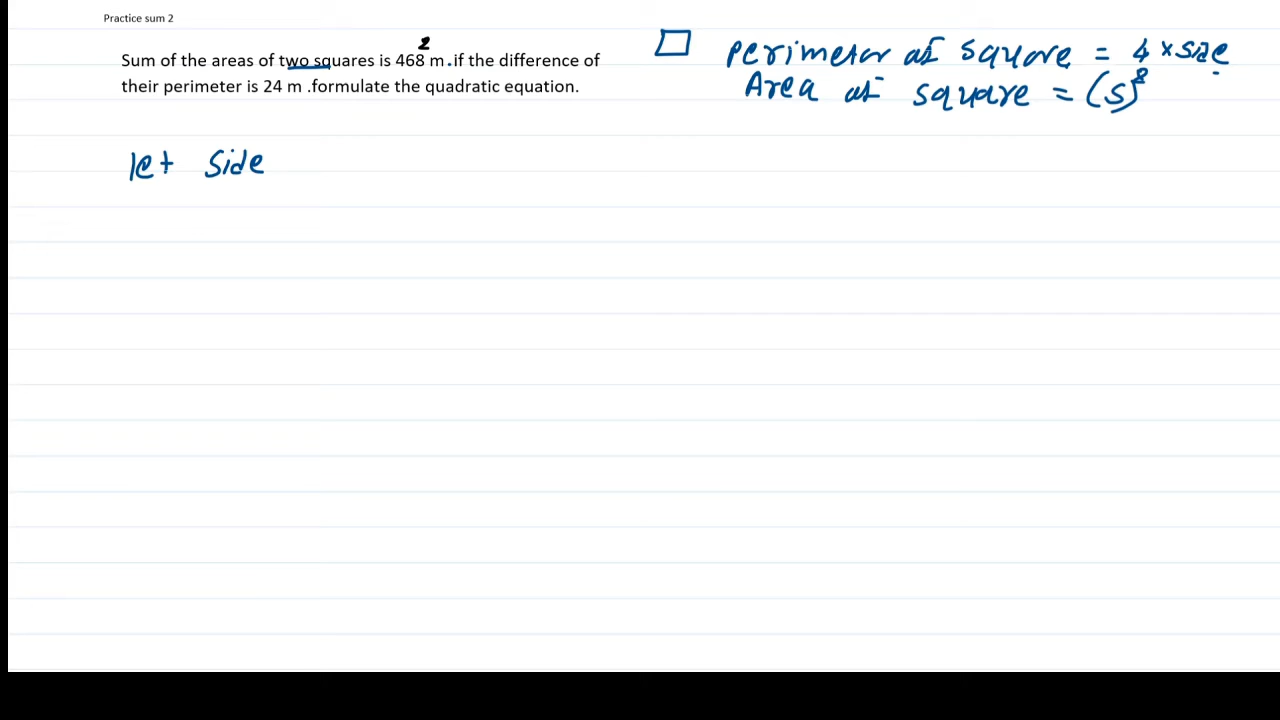 Practice sum 2
Sum of the areas of two squares is 468 m² .if the difference of
their perimeter is 24 m .formulate the quadratic equation.
Perimeter of square = 4 × side
Area of square = (s)²
let Side